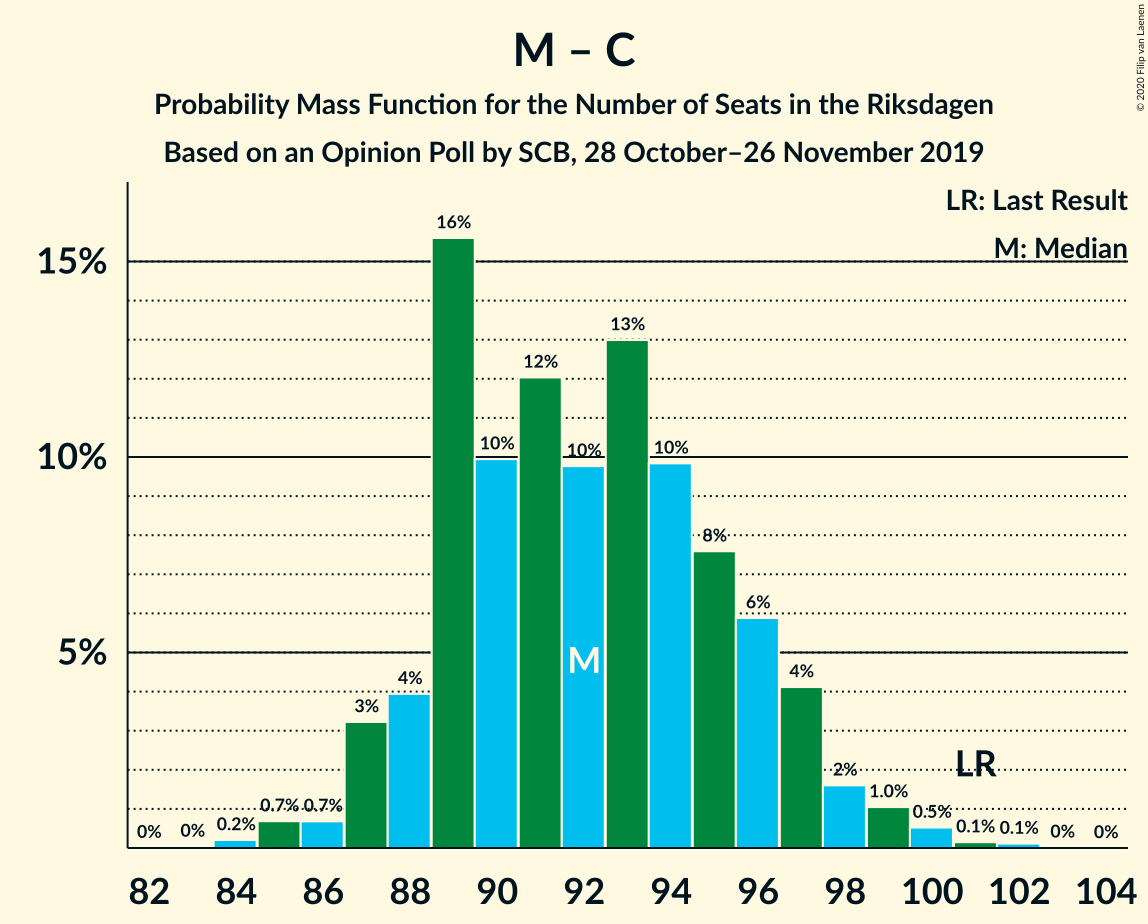 M – C
Probability Mass Function for the Number of Seats in the Riksdagen
Based on an Opinion Poll by SCB, 28 October–26 November 2019
© 2020 Filip van Laenen
LR: Last Result
M: Median
15%
10%
5%
0%
0%
0.2%
0.7%
0.7%
3%
4%
16%
10%
12%
10%
13%
10%
8%
6%
4%
2%
1.0%
0.5%
0.1%
0.1%
0%
0%
M
LR
82 84 86 88 90 92 94 96 98 100 102 104